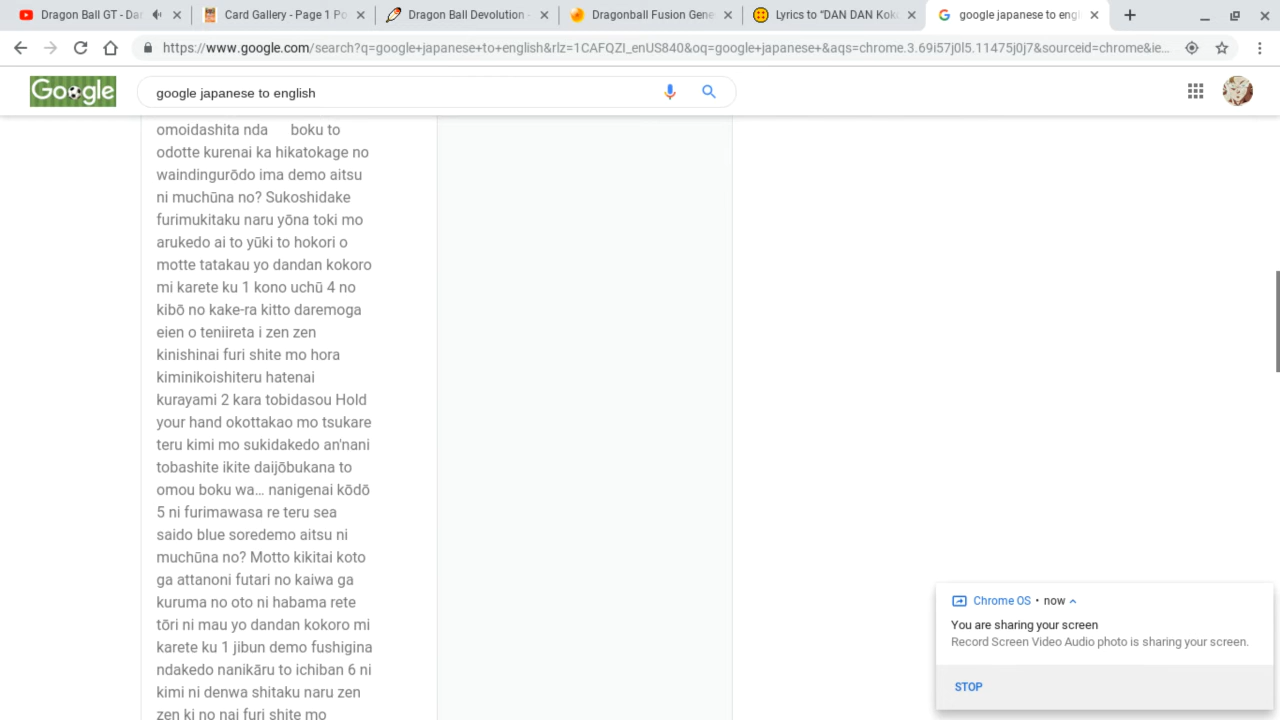 Dragon Ball GT - Dar
Card Gallery - Page 1 Po
Dragon Ball Devolution -
Dragonball Fusion Gene
Lyrics to “DAN DAN Koko
google japanese to engli
https://www.google.com/search?q=google+japanese+to+english&rlz=1CAFQZI_enUS840&oq=google+japanese+&aqs=chrome.3.69i57j0l5.11475j0j7&sourceid=chrome&ie...
Google
google japanese to english
omoidashita nda boku to
odotte kurenai ka hikatokage no
waindingurōdo ima demo aitsu
ni muchūna no? Sukoshidake
furimukitaku naru yōna toki mo
arukedo ai to yūki to hokori o
motte tatakau yo dandan kokoro
mi karete ku 1 kono uchū 4 no
kibō no kake-ra kitto daremoga
eien o teniireta i zen zen
kinishinai furi shite mo hora
kiminikoishiteru hatenai
kurayami 2 kara tobidasou Hold
your hand okottakao mo tsukare
teru kimi mo sukidakedo an'nani
tobashite ikite daijōbukana to
omou boku wa… nanigenai kōdō
5 ni furimawasa re teru sea
saido blue soredemo aitsu ni
muchūna no? Motto kikitai koto
ga attanoni futari no kaiwa ga
kuruma no oto ni habama rete
tōri ni mau yo dandan kokoro mi
karete ku 1 jibun demo fushigina
ndakedo nanikāru to ichiban 6 ni
kimi ni denwa shitaku naru zen
zen ki no nai furi shite mo
Chrome OS • now
You are sharing your screen
Record Screen Video Audio photo is sharing your screen.
STOP